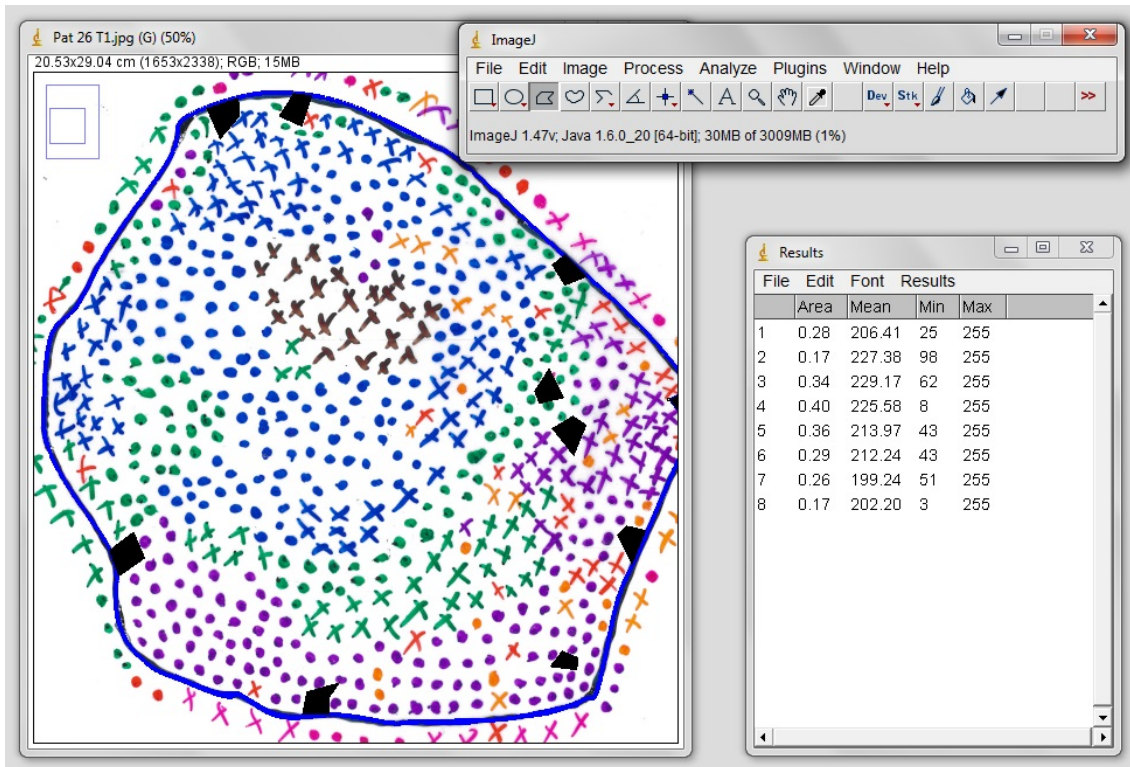 Pat 26 T1.jpg (G) (50%)
20.53x29.04 cm (1653x2338); RGB; 15MB
ImageJ
File Edit Image Process Analyze Plugins Window Help
Dev Stk >>
ImageJ 1.47v; Java 1.6.0_20 [64-bit]; 30MB of 3009MB (1%)
Results
File Edit Font Results
Area Mean Min Max
1 0.28 206.41 25 255
2 0.17 227.38 98 255
3 0.34 229.17 62 255
4 0.40 225.58 8 255
5 0.36 213.97 43 255
6 0.29 212.24 43 255
7 0.26 199.24 51 255
8 0.17 202.20 3 255